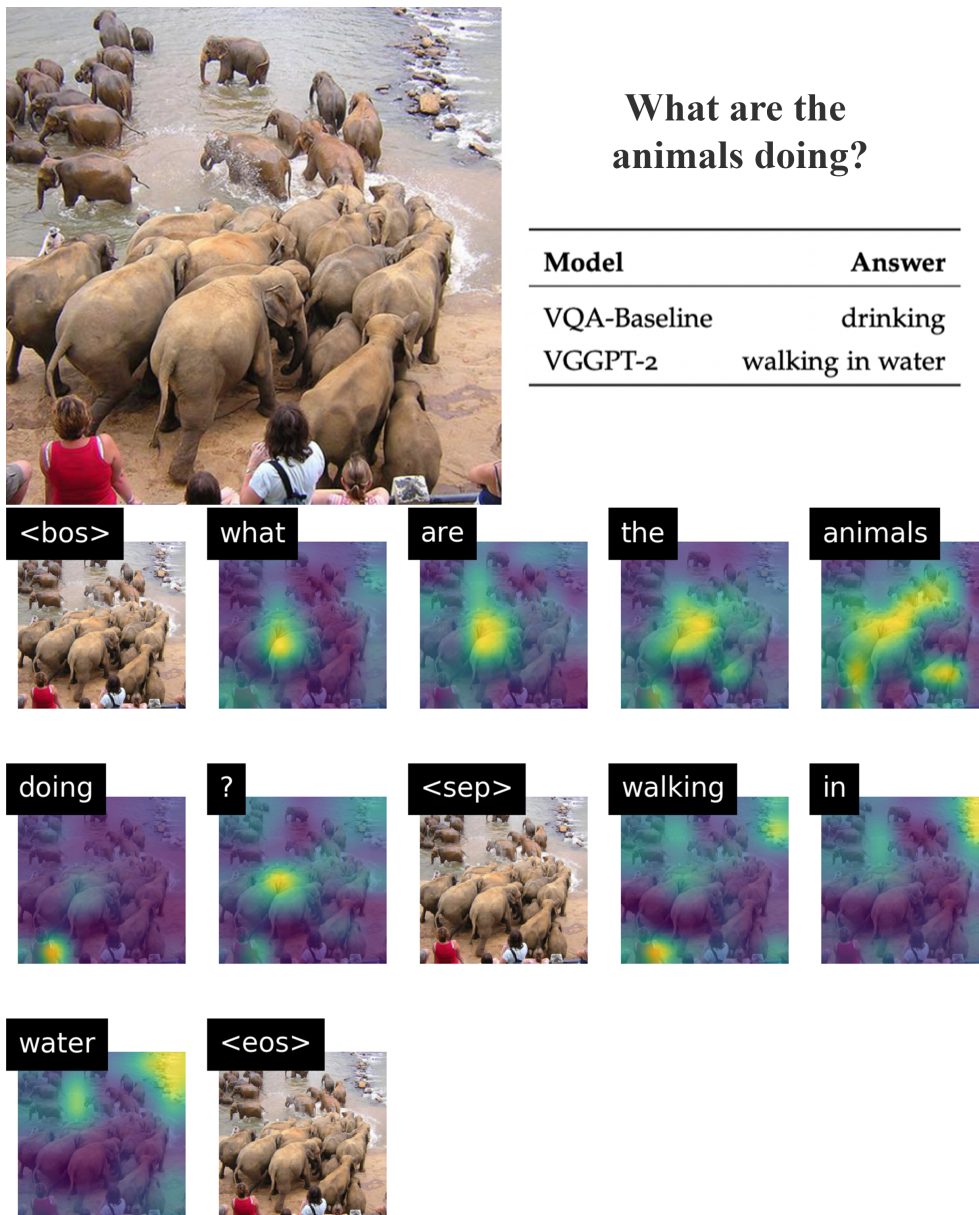 What are the
animals doing?
Model Answer
VQA-Baseline drinking
VGGPT-2 walking in water
<bos> what are the animals
doing ? <sep> walking in
water <eos>